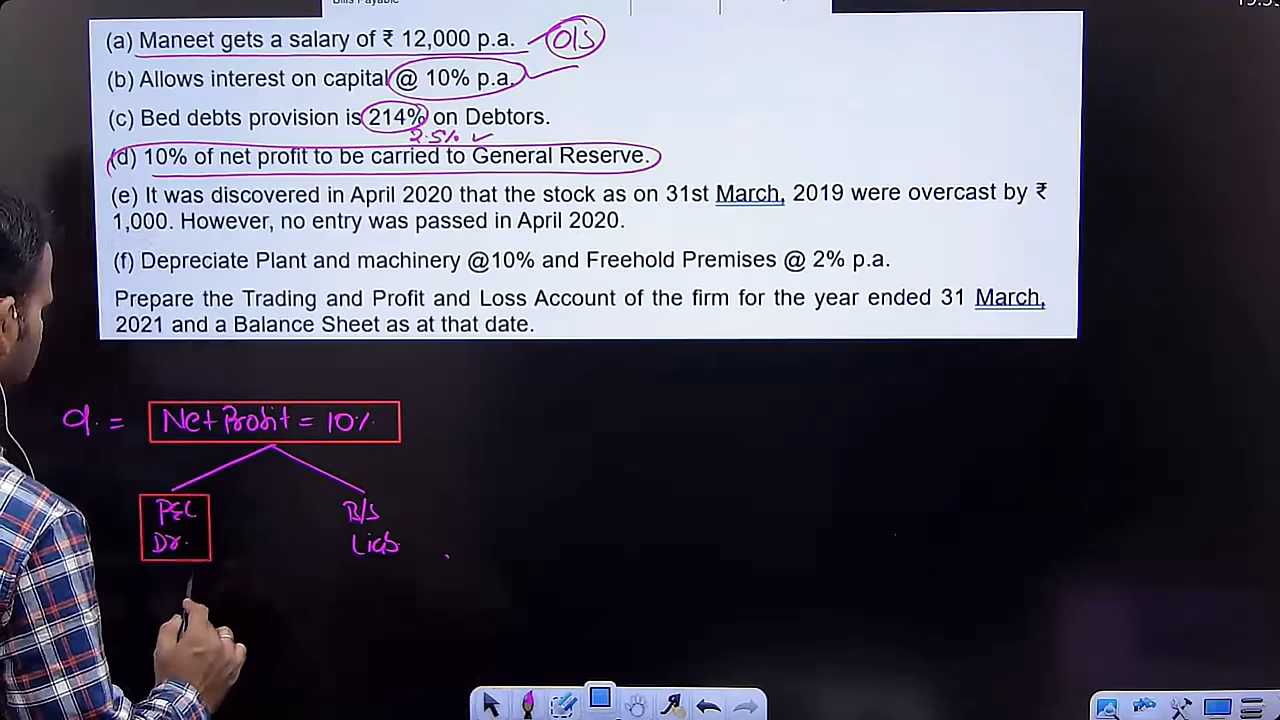 Bills Payable
(a) Maneet gets a salary of ₹ 12,000 p.a. O/S
(b) Allows interest on capital @ 10% p.a.
(c) Bed debts provision is 214% on Debtors.
2.5%
(d) 10% of net profit to be carried to General Reserve.
(e) It was discovered in April 2020 that the stock as on 31st March, 2019 were overcast by ₹
1,000. However, no entry was passed in April 2020.
(f) Depreciate Plant and machinery @10% and Freehold Premises @ 2% p.a.
Prepare the Trading and Profit and Loss Account of the firm for the year ended 31 March,
2021 and a Balance Sheet as at that date.
Net Profit = 10%
Dr.
B/S